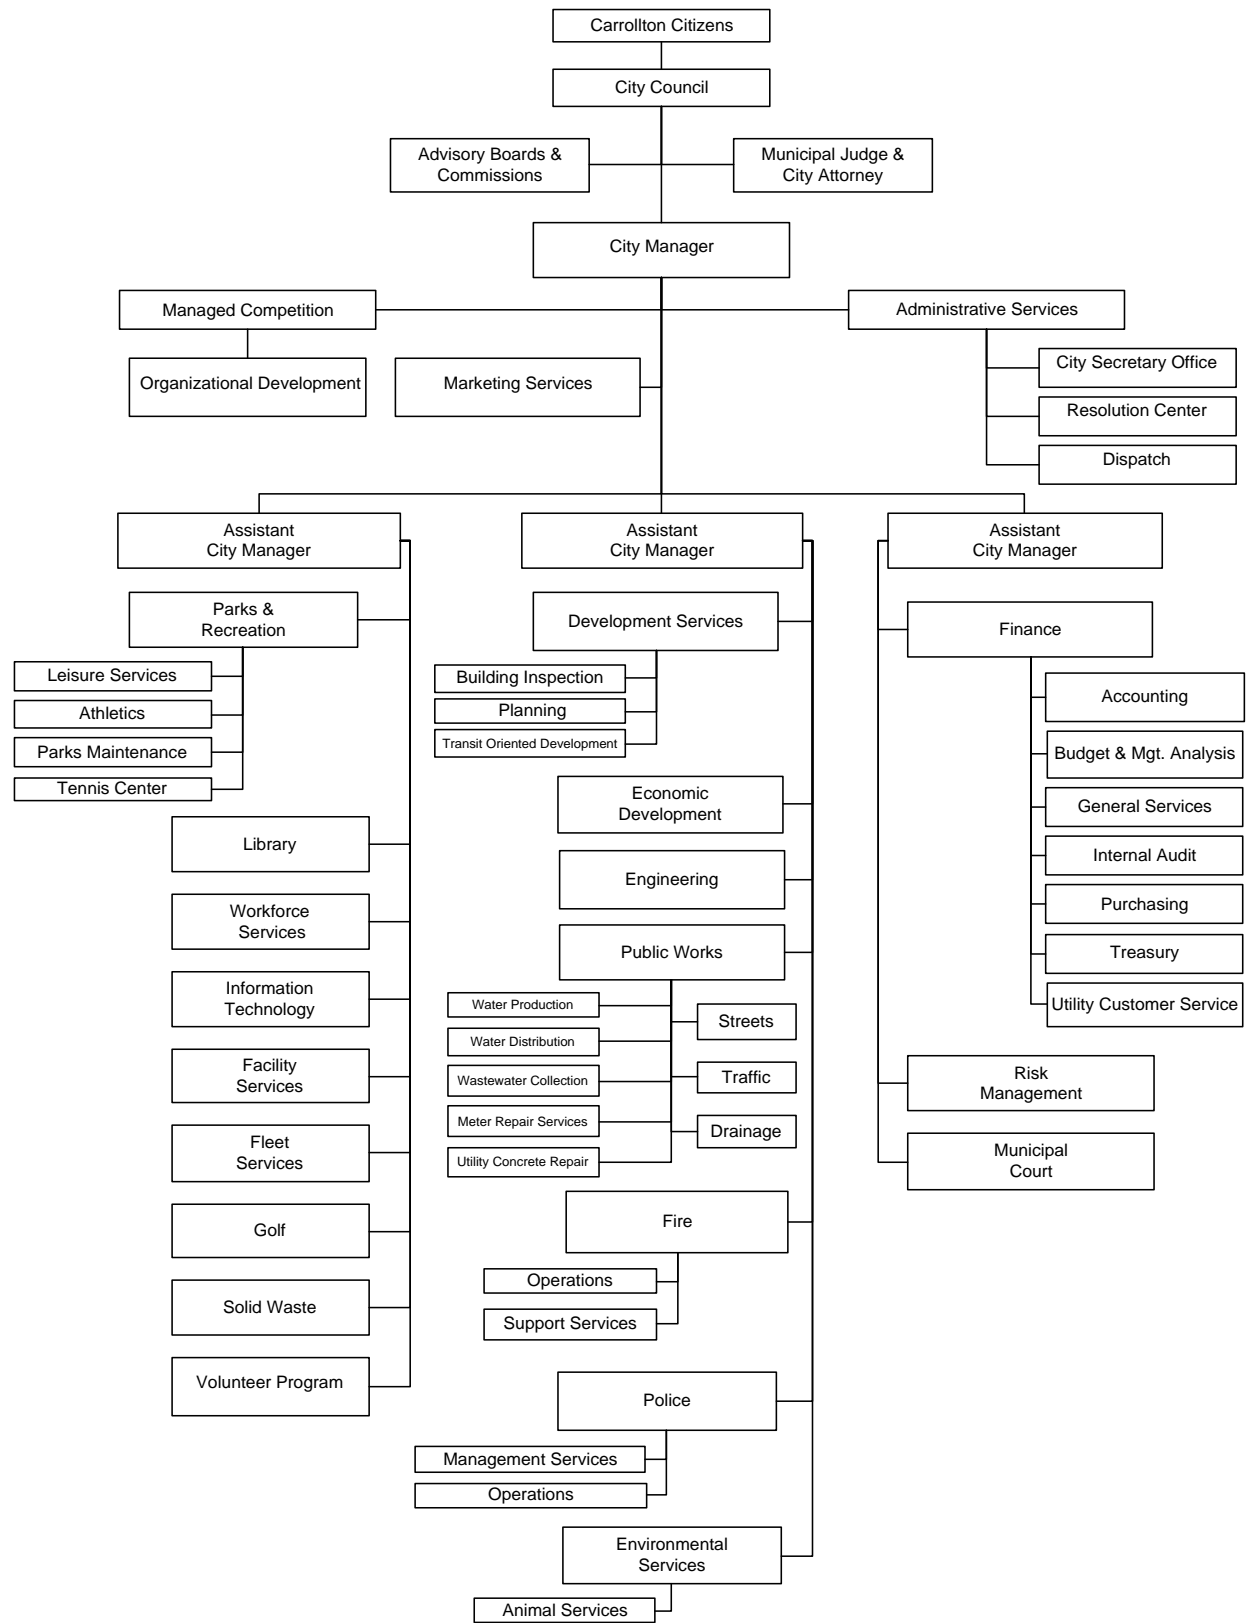 Carrollton Citizens
City Council
Advisory Boards &
Commissions
Municipal Judge &
City Attorney
City Manager
Managed Competition
Administrative Services
Organizational Development
Marketing Services
City Secretary Office
Resolution Center
Dispatch
Assistant
City Manager
Parks &
Recreation
Leisure Services
Athletics
Parks Maintenance
Tennis Center
Library
Workforce
Services
Information
Technology
Facility
Services
Fleet
Services
Golf
Solid Waste
Volunteer Program
Assistant
City Manager
Development Services
Building Inspection
Planning
Transit Oriented Development
Economic
Development
Engineering
Public Works
Water Production
Water Distribution
Wastewater Collection
Meter Repair Services
Utility Concrete Repair
Streets
Traffic
Drainage
Fire
Operations
Support Services
Police
Management Services
Operations
Environmental
Services
Animal Services
Assistant
City Manager
Finance
Accounting
Budget & Mgt. Analysis
General Services
Internal Audit
Purchasing
Treasury
Utility Customer Service
Risk
Management
Municipal
Court